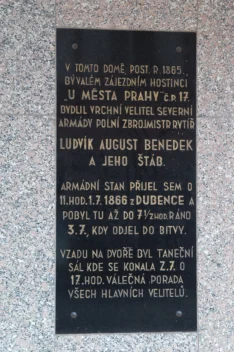 V TOMTO DOMĚ, POST. R. 1865,
BÝVALÉM ZÁJEZDNÍM HOSTINCI
"U MĚSTA PRAHY" Č.P. 17.
BYDLIL VRCHNÍ VELITEL SEVERNÍ
ARMÁDY POLNÍ ZBROJMISTR RYTÍŘ
LUDVÍK AUGUST BENEDEK
A JEHO ŠTÁB.
ARMÁDNÍ STAN PŘIJEL SEM O
11. HOD. 1.7. 1866 z DUBENCE A
POBYL TU AŽ DO 7½ HOD. RÁNO
3.7., KDY ODJEL DO BITVY.
VZADU NA DVOŘE BYL TANEČNÍ
SÁL KDE SE KONALA 2.7. O
17. HOD. VÁLEČNÁ PORADA
VŠECH HLAVNÍCH VELITELŮ.